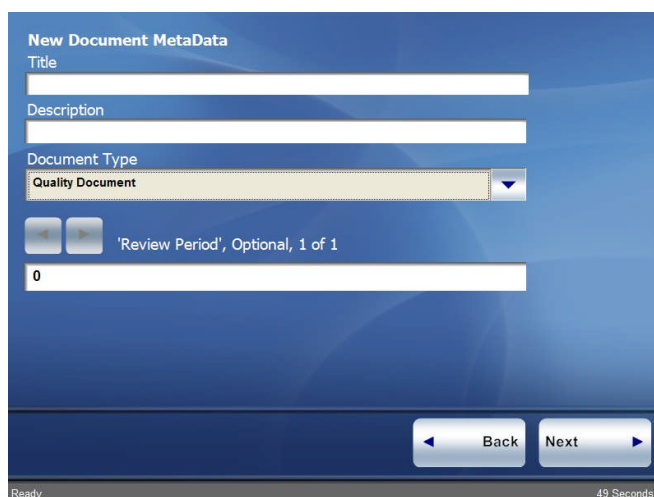 New Document MetaData
Title
Description
Document Type
Quality Document
'Review Period', Optional, 1 of 1
0
Back
Next
Ready
49 Seconds